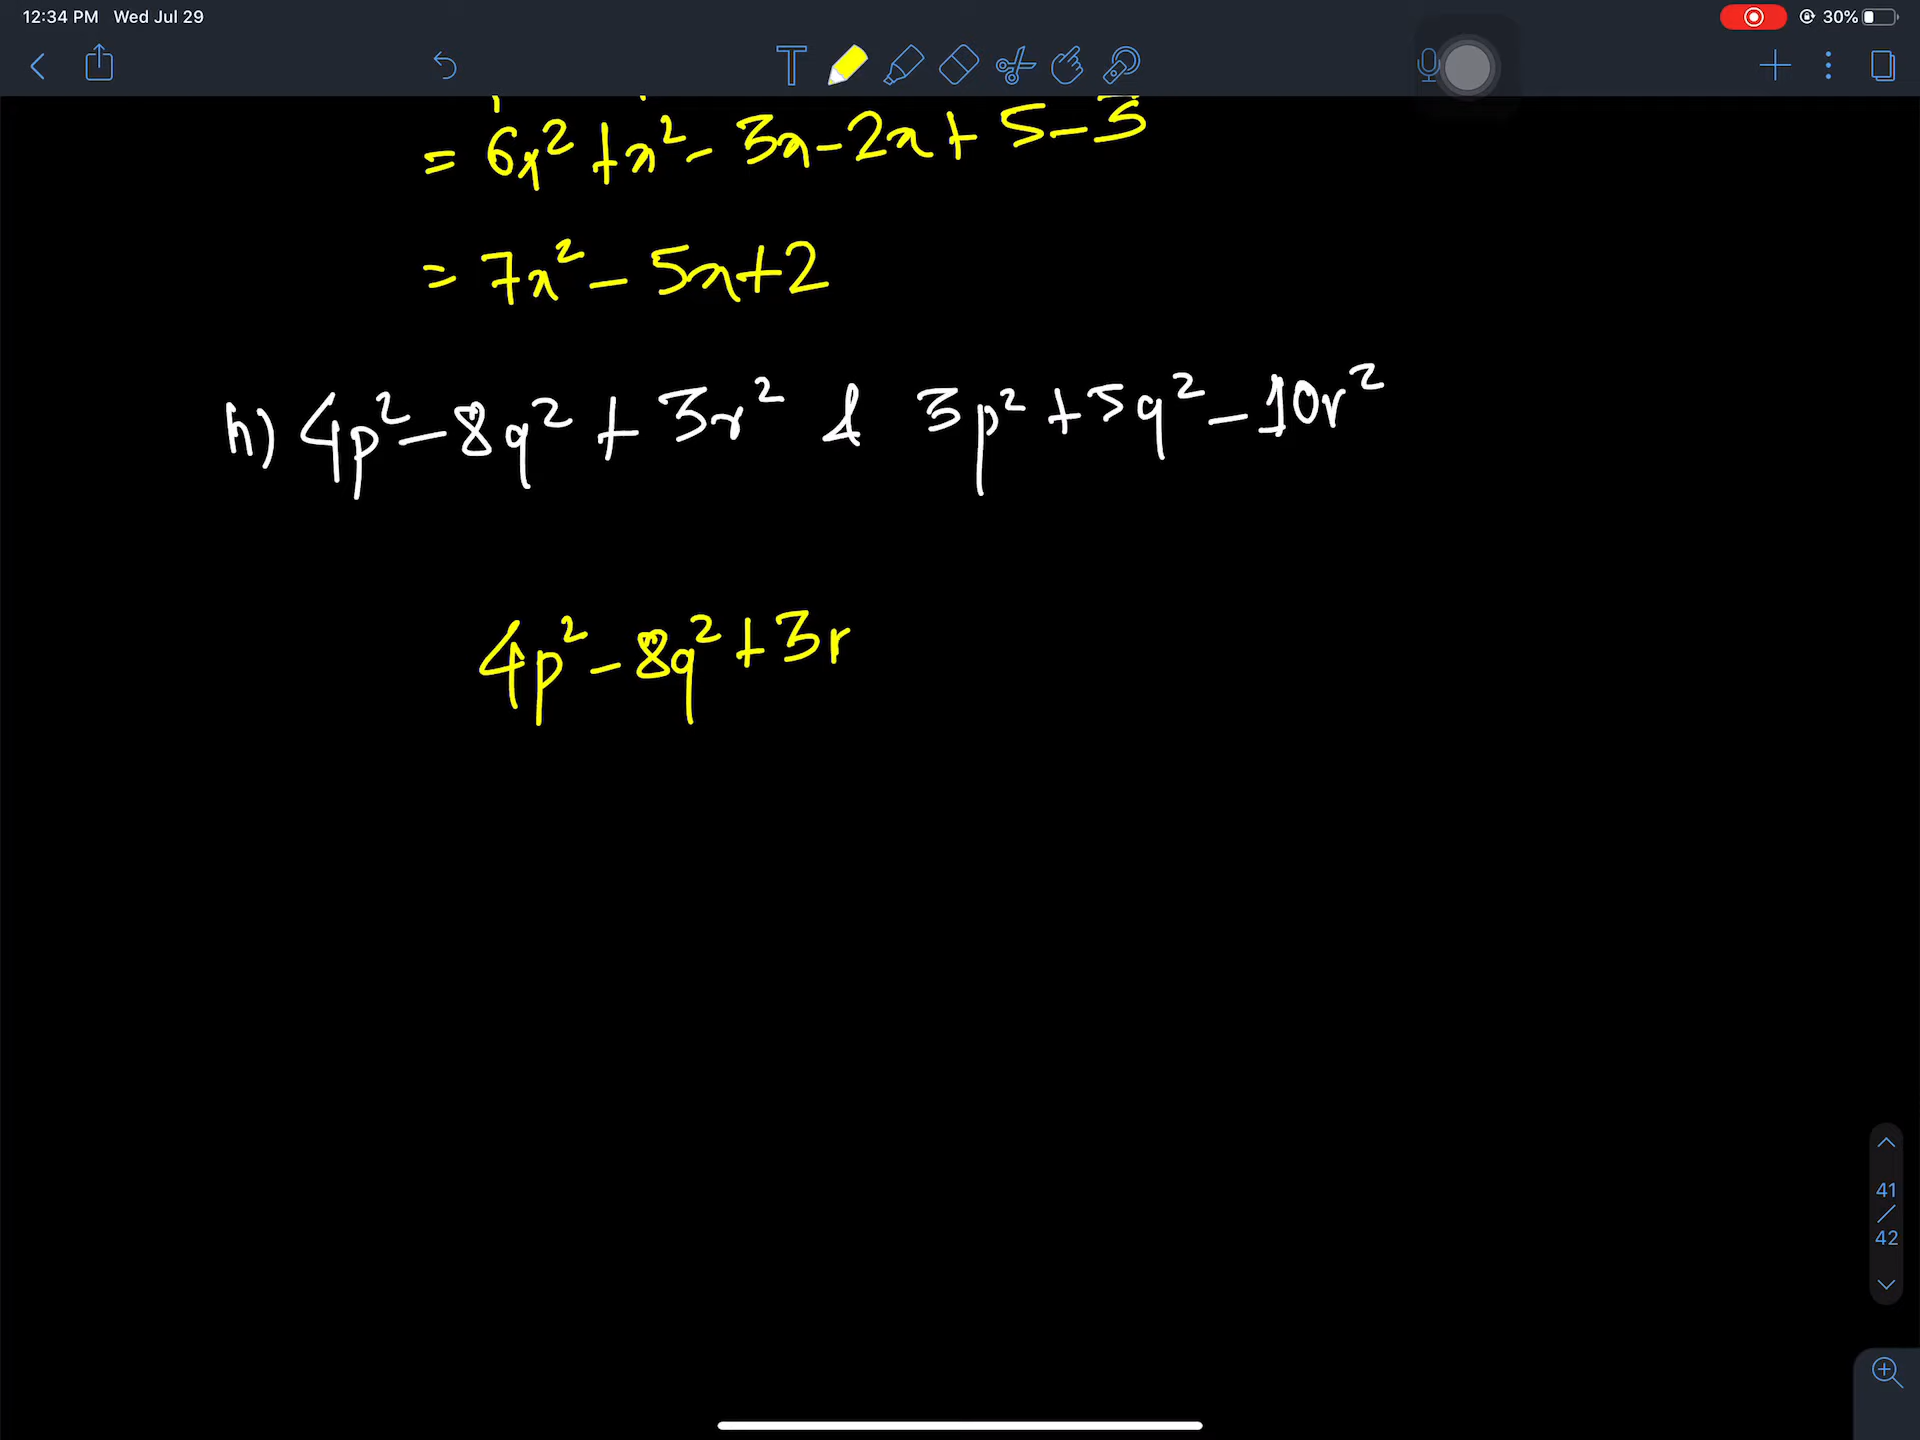 12:34 PM Wed Jul 29 30%
= 6x² + x² - 3x - 2x + 5 - 3
= 7x² - 5x + 2
h) 4p² - 8q² + 3r² & 3p² + 5q² - 10r²
4p² - 8q² + 3r
41
/
42